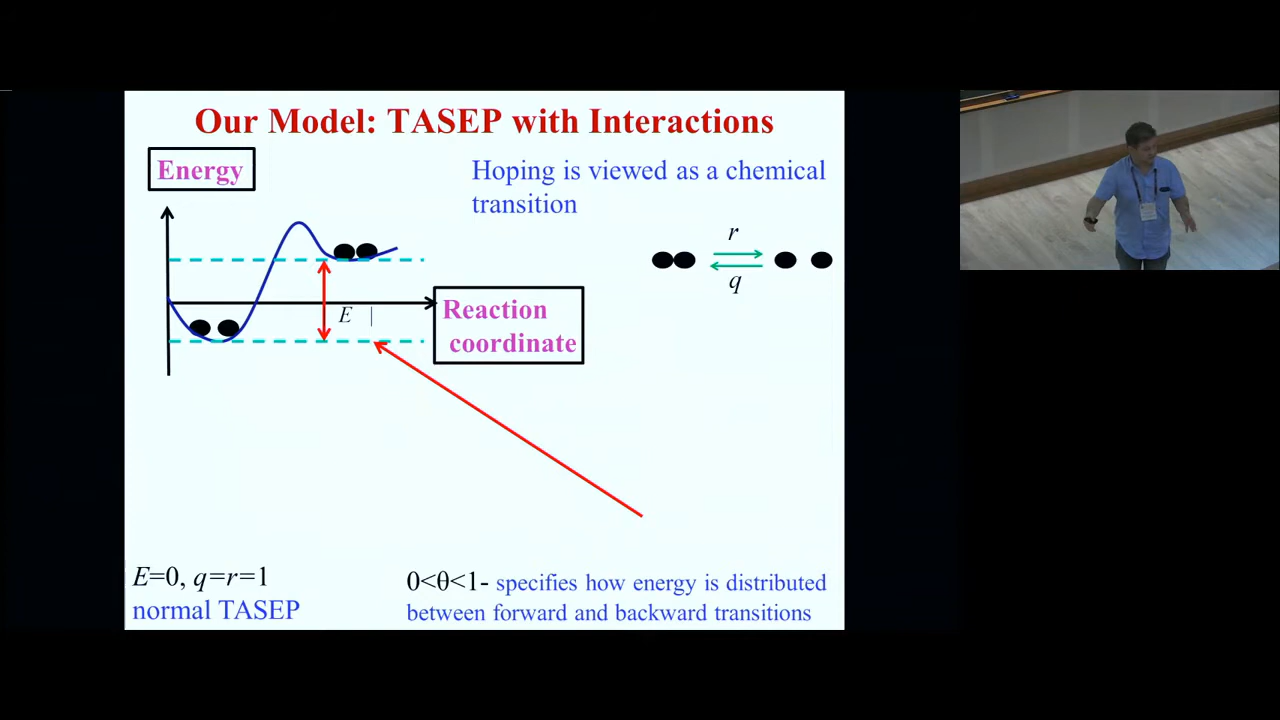 Our Model: TASEP with Interactions
Energy
Hoping is viewed as a chemical
transition
r
q
E |
Reaction
coordinate
E=0, q=r=1
normal TASEP
0<θ<1- specifies how energy is distributed
between forward and backward transitions